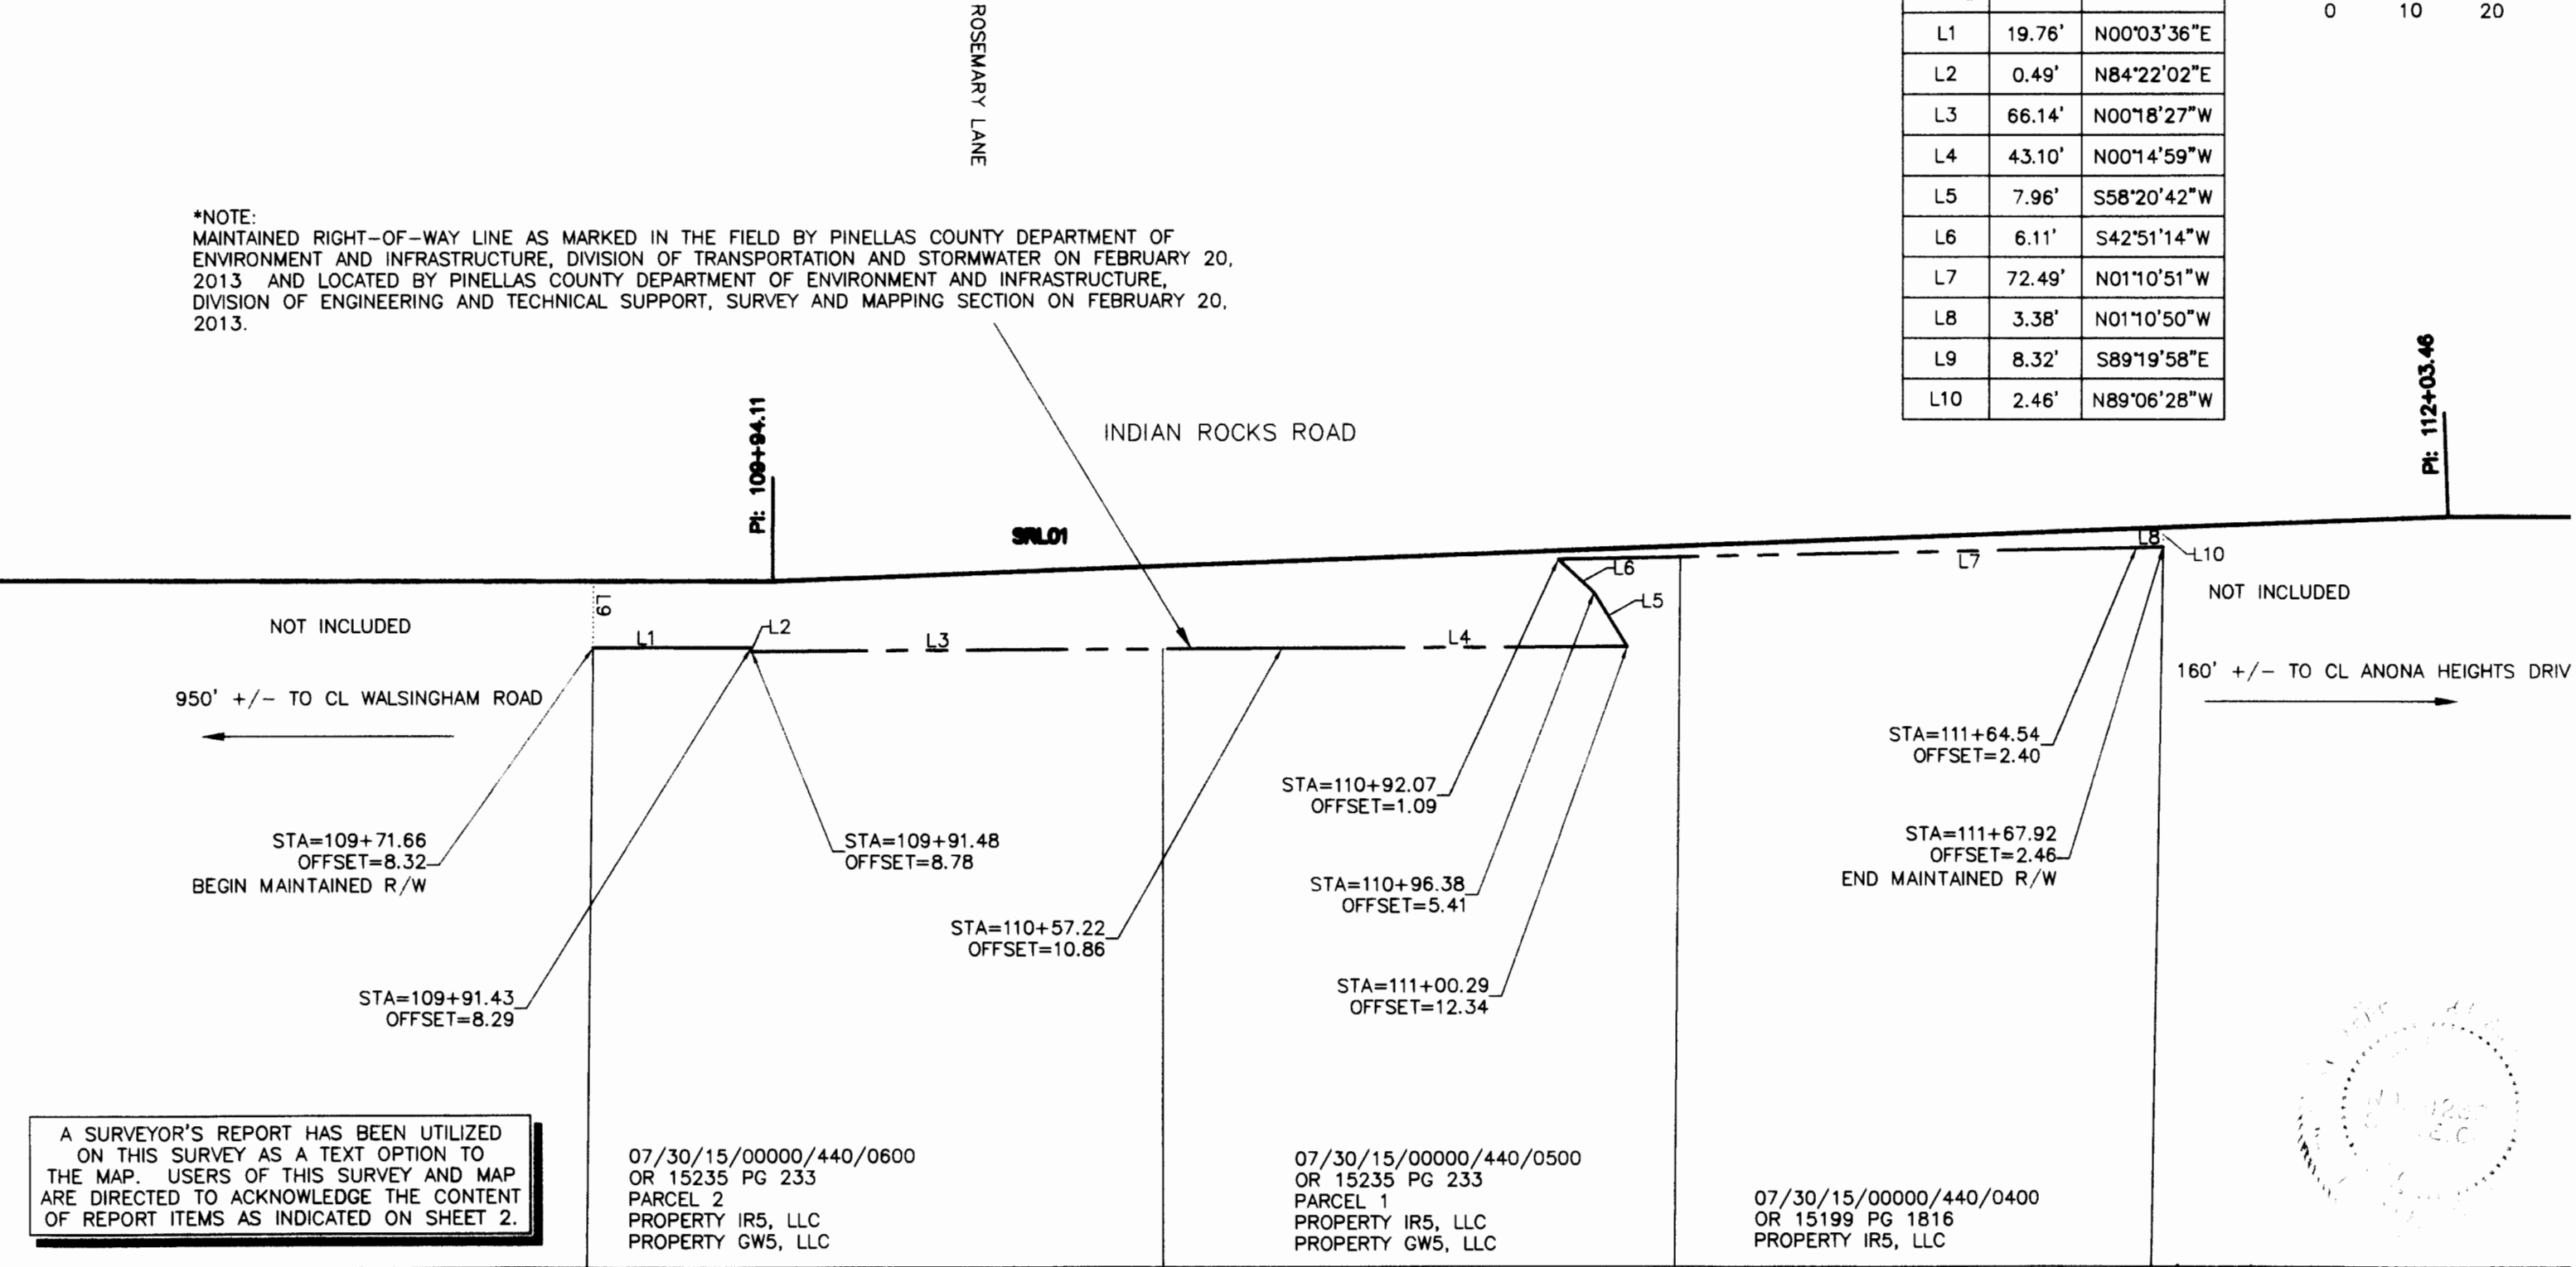 ROSEMARY LANE
0 10 20
L1 19.76' N00°03'36"E
L2 0.49' N84°22'02"E
L3 66.14' N00°18'27"W
L4 43.10' N00°14'59"W
L5 7.96' S58°20'42"W
L6 6.11' S42°51'14"W
L7 72.49' N01°10'51"W
L8 3.38' N01°10'50"W
L9 8.32' S89°19'58"E
L10 2.46' N89°06'28"W
*NOTE:
MAINTAINED RIGHT-OF-WAY LINE AS MARKED IN THE FIELD BY PINELLAS COUNTY DEPARTMENT OF
ENVIRONMENT AND INFRASTRUCTURE, DIVISION OF TRANSPORTATION AND STORMWATER ON FEBRUARY 20,
2013 AND LOCATED BY PINELLAS COUNTY DEPARTMENT OF ENVIRONMENT AND INFRASTRUCTURE,
DIVISION OF ENGINEERING AND TECHNICAL SUPPORT, SURVEY AND MAPPING SECTION ON FEBRUARY 20,
2013.
PI: 109+94.11
INDIAN ROCKS ROAD
PI: 112+03.46
SRL01
L8
L10
L7
L6
L5
L9
NOT INCLUDED
NOT INCLUDED
L1
L2
L3
L4
950' +/- TO CL WALSINGHAM ROAD
160' +/- TO CL ANONA HEIGHTS DRIV
STA=111+64.54
OFFSET=2.40
STA=110+92.07
OFFSET=1.09
STA=109+71.66
OFFSET=8.32
BEGIN MAINTAINED R/W
STA=109+91.48
OFFSET=8.78
STA=111+67.92
OFFSET=2.46
END MAINTAINED R/W
STA=110+96.38
OFFSET=5.41
STA=110+57.22
OFFSET=10.86
STA=109+91.43
OFFSET=8.29
STA=111+00.29
OFFSET=12.34
A SURVEYOR'S REPORT HAS BEEN UTILIZED
ON THIS SURVEY AS A TEXT OPTION TO
THE MAP. USERS OF THIS SURVEY AND MAP
ARE DIRECTED TO ACKNOWLEDGE THE CONTENT
OF REPORT ITEMS AS INDICATED ON SHEET 2.
07/30/15/00000/440/0600
OR 15235 PG 233
PARCEL 2
PROPERTY IR5, LLC
PROPERTY GW5, LLC
07/30/15/00000/440/0500
OR 15235 PG 233
PARCEL 1
PROPERTY IR5, LLC
PROPERTY GW5, LLC
07/30/15/00000/440/0400
OR 15199 PG 1816
PROPERTY IR5, LLC